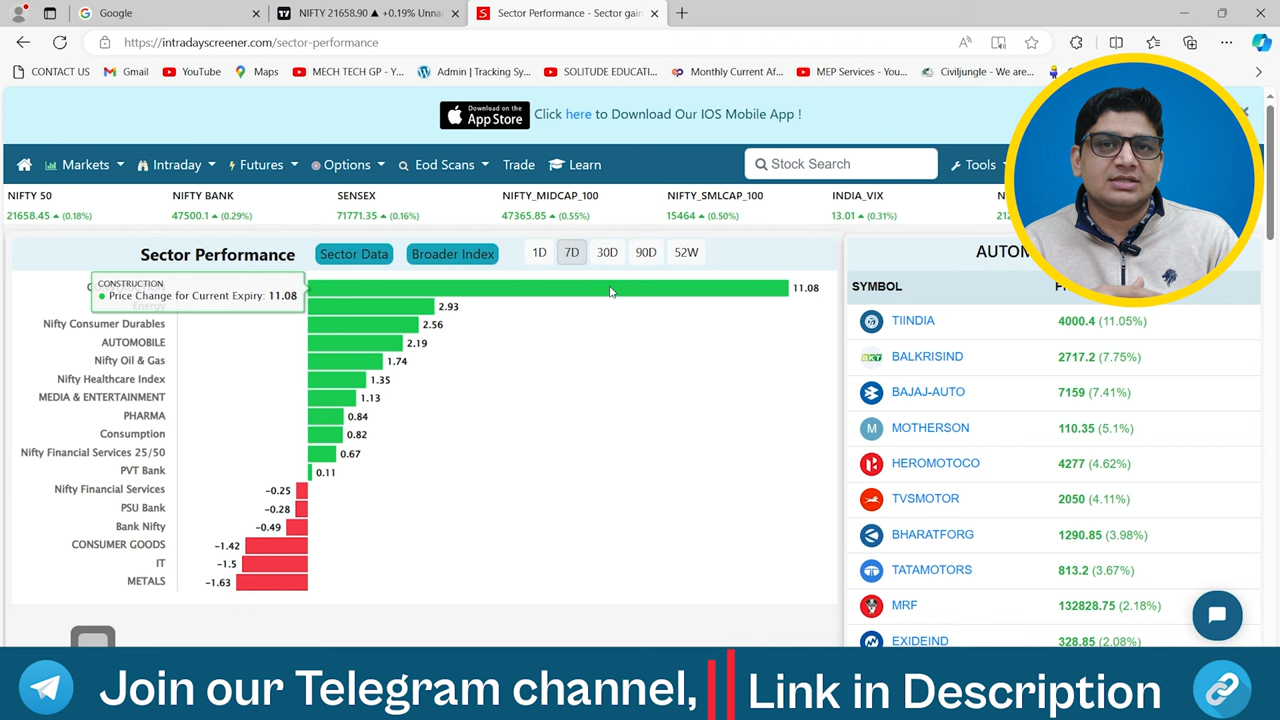 Google
NIFTY 21658.90 ▲ +0.19% Unna
Sector Performance - Sector gain
https://intradayscreener.com/sector-performance
CONTACT US
Gmail
YouTube
Maps
MECH TECH GP - Y...
Admin | Tracking Sy...
SOLITUDE EDUCATI...
Monthly Current Af...
MEP Services - You...
Civiljungle - We are...
Download on the
App Store
Click here to Download Our IOS Mobile App !
Markets
Intraday
Futures
Options
Eod Scans
Trade
Learn
Stock Search
Tools
NIFTY 50
21658.45 ▲ (0.18%)
NIFTY BANK
47500.1 ▲ (0.29%)
SENSEX
71771.35 ▲ (0.16%)
NIFTY_MIDCAP_100
47365.85 ▲ (0.55%)
NIFTY_SMLCAP_100
15464 ▲ (0.50%)
INDIA_VIX
13.01 ▲ (0.31%)
Sector Performance
Sector Data
Broader Index
1D
7D
30D
90D
52W
CONSTRUCTION
Price Change for Current Expiry: 11.08
11.08
Energy 2.93
Nifty Consumer Durables 2.56
AUTOMOBILE 2.19
Nifty Oil & Gas 1.74
Nifty Healthcare Index 1.35
MEDIA & ENTERTAINMENT 1.13
PHARMA 0.84
Consumption 0.82
Nifty Financial Services 25/50 0.67
PVT Bank 0.11
Nifty Financial Services -0.25
PSU Bank -0.28
Bank Nifty -0.49
CONSUMER GOODS -1.42
IT -1.5
METALS -1.63
SYMBOL
TIINDIA 4000.4 (11.05%)
BALKRISIND 2717.2 (7.75%)
BAJAJ-AUTO 7159 (7.41%)
MOTHERSON 110.35 (5.1%)
HEROMOTOCO 4277 (4.62%)
TVSMOTOR 2050 (4.11%)
BHARATFORG 1290.85 (3.98%)
TATAMOTORS 813.2 (3.67%)
MRF 132828.75 (2.18%)
EXIDEIND 328.85 (2.08%)
Join our Telegram channel,
Link in Description